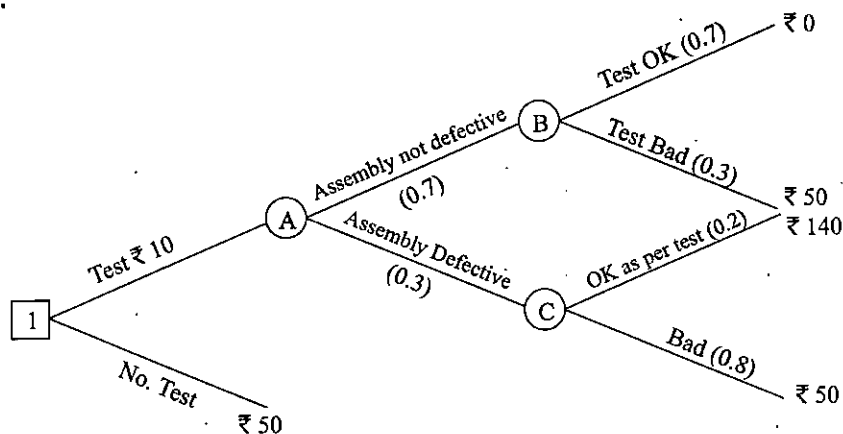 ₹ 0
Test OK (0.7)
B
Assembly not defective
(0.7)
Test Bad (0.3)
₹ 50
₹ 140
A
Assembly Defective
(0.3)
OK as per test (0.2)
Test ₹ 10
C
1
Bad (0.8)
No. Test
₹ 50
₹ 50